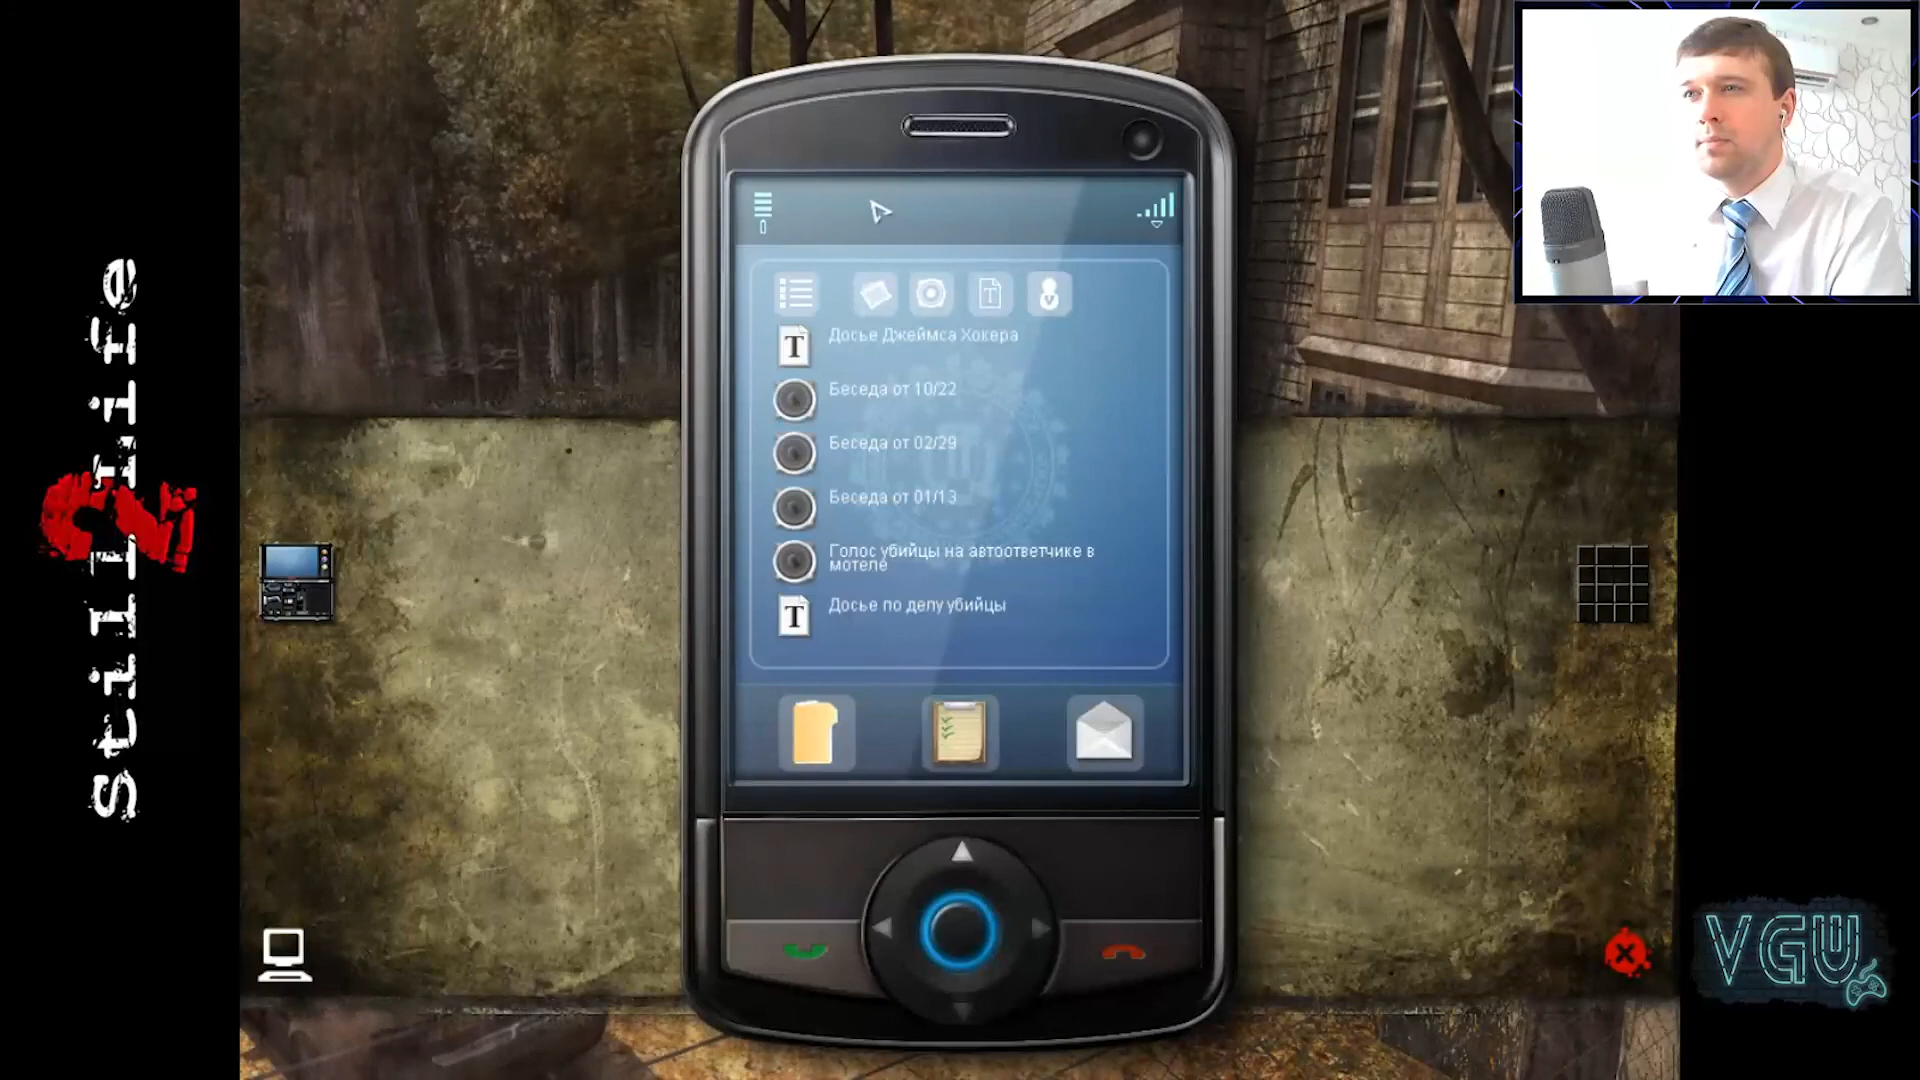 Still life
2
T
Досье Джеймса Хокера
Беседа от 10/22
Беседа от 02/29
Беседа от 01/13
Голос убийцы на автоответчике в
мотеле
T
Досье по делу убийцы
VGU